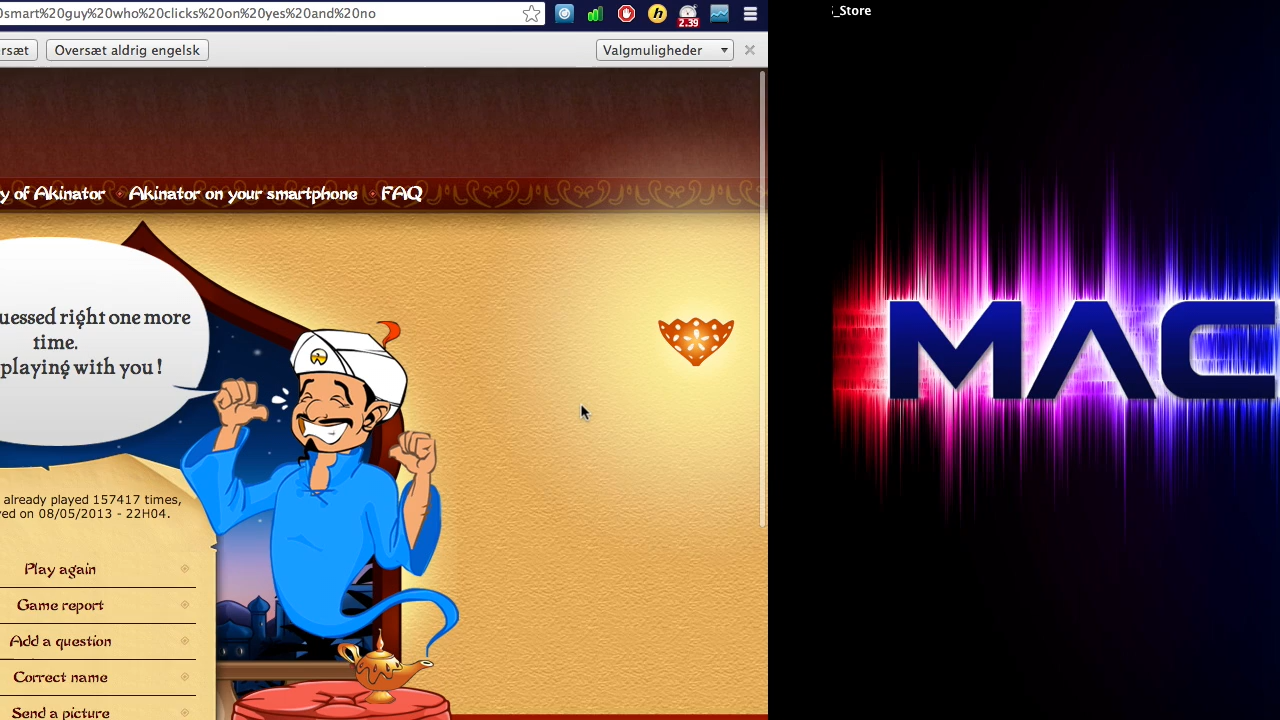 smart%20guy%20who%20clicks%20on%20yes%20and%20no
2.39
Oversæt aldrig engelsk
Valgmuligheder
_Store
of Akinator
Akinator on your smartphone
FAQ
right one more
time.
playing with you !
MAC
already played 157417 times,
on 08/05/2013 - 22H04.
Play again
Game report
Add a question
Correct name
Send a picture